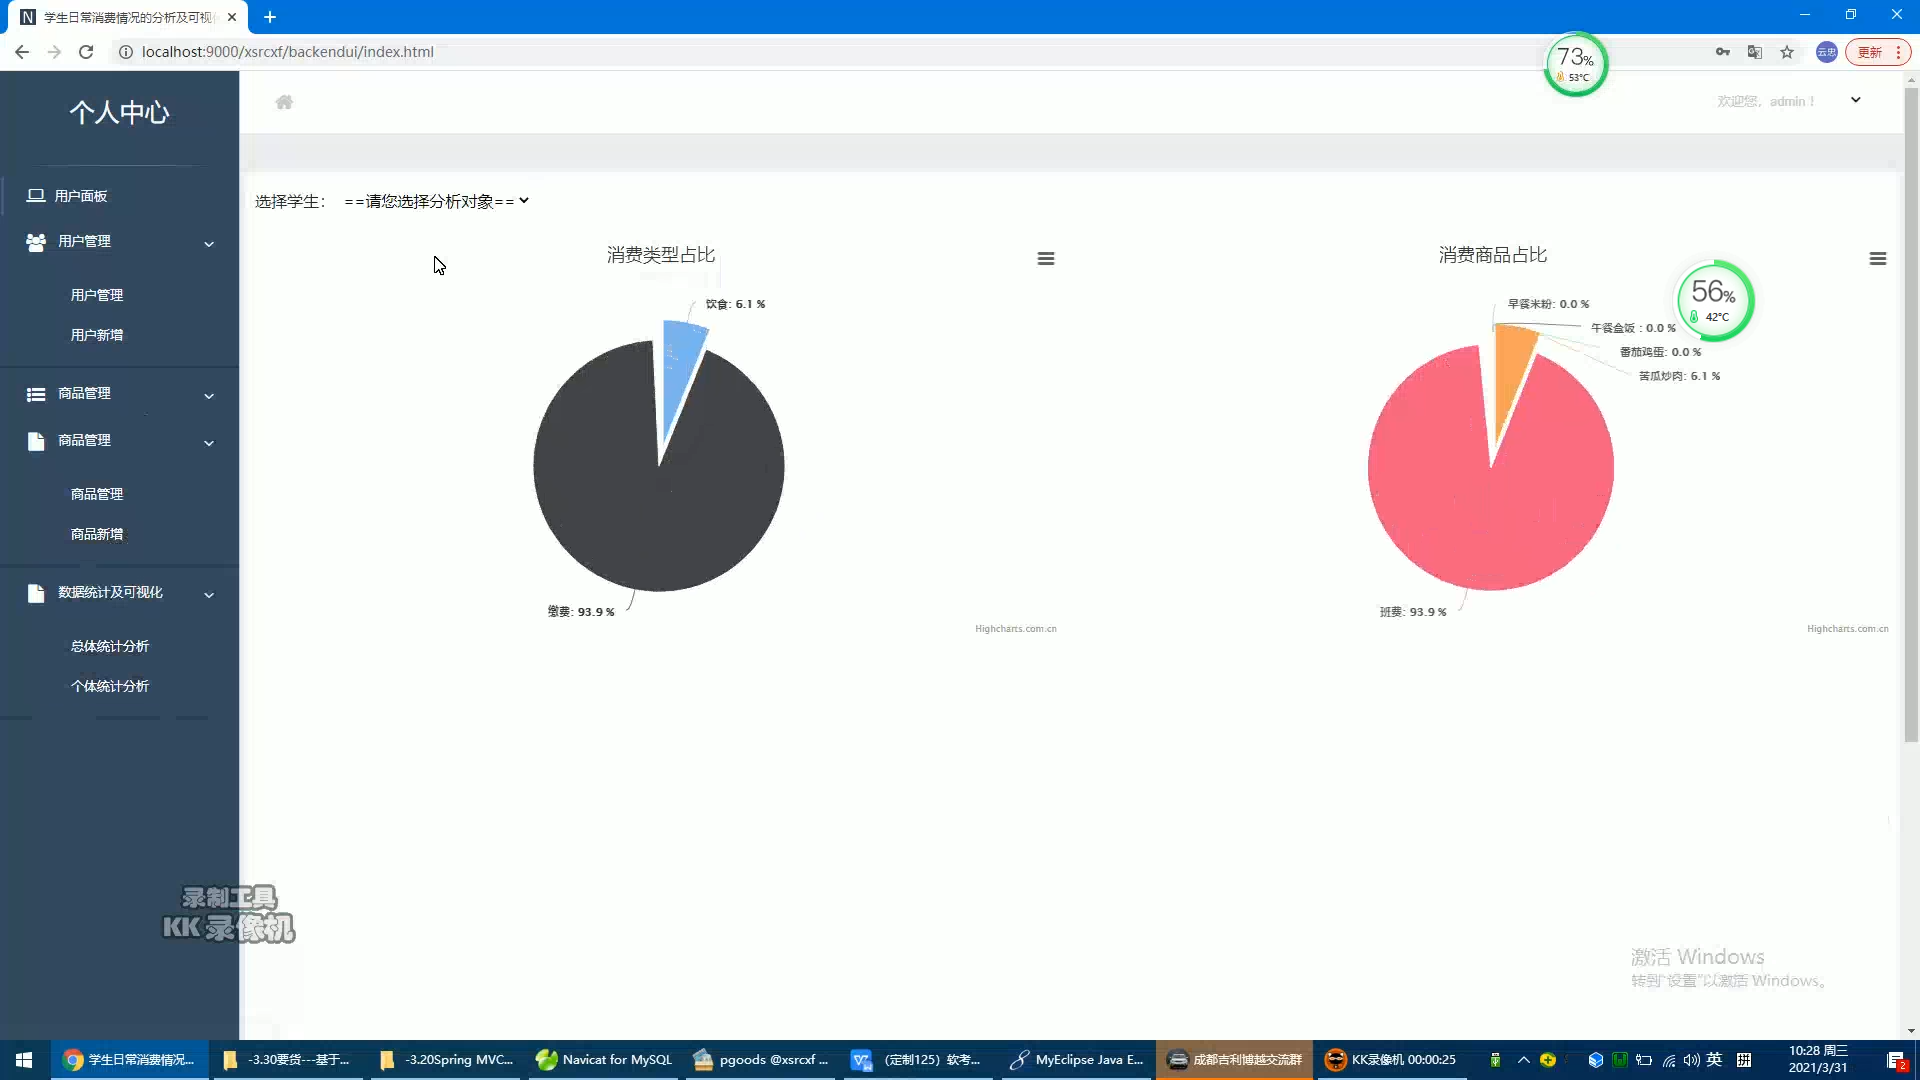 学生日常消费情况的分析及可视
localhost:9000/xsrcxf/backendui/index.html
云忠
更新
73%
53°C
个人中心
欢迎您，admin！
用户面板
用户管理
用户管理
用户新增
商品管理
商品管理
商品管理
商品新增
数据统计及可视化
总体统计分析
个体统计分析
选择学生： ==请您选择分析对象==
消费类型占比
饮食: 6.1 %
缴费: 93.9 %
Highcharts.com.cn
消费商品占比
早餐米粉: 0.0 %
午餐盒饭 : 0.0 %
番茄鸡蛋: 0.0 %
苦瓜炒肉: 6.1 %
班费: 93.9 %
Highcharts.com.cn
56%
42°C
录制工具
KK 录像机
激活 Windows
转到"设置"以激活 Windows。
学生日常消费情况...
-3.30要货---基于...
-3.20Spring MVC...
Navicat for MySQL
pgoods @xsrcxf ...
（定制125）软考...
MyEclipse Java E...
成都吉利博越交流群
KK录像机 00:00:25
英
拼
10:28 周三
2021/3/31
2